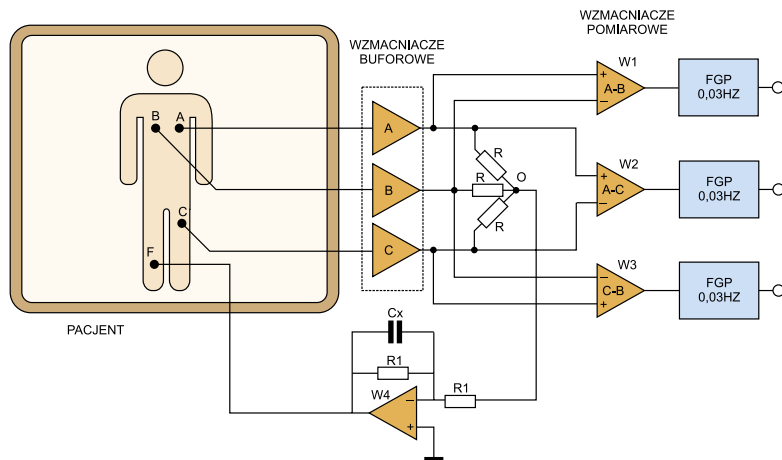 WZMACNIACZE
BUFOROWE
WZMACNIACZE
POMIAROWE
W1
+
A-B
−
FGP
0,03HZ
B
A
A
R
O
W2
+
A-C
−
FGP
0,03HZ
B
R
C
C
R
F
W3
−
C-B
+
FGP
0,03HZ
PACJENT
Cx
R1
W4
−
+
R1